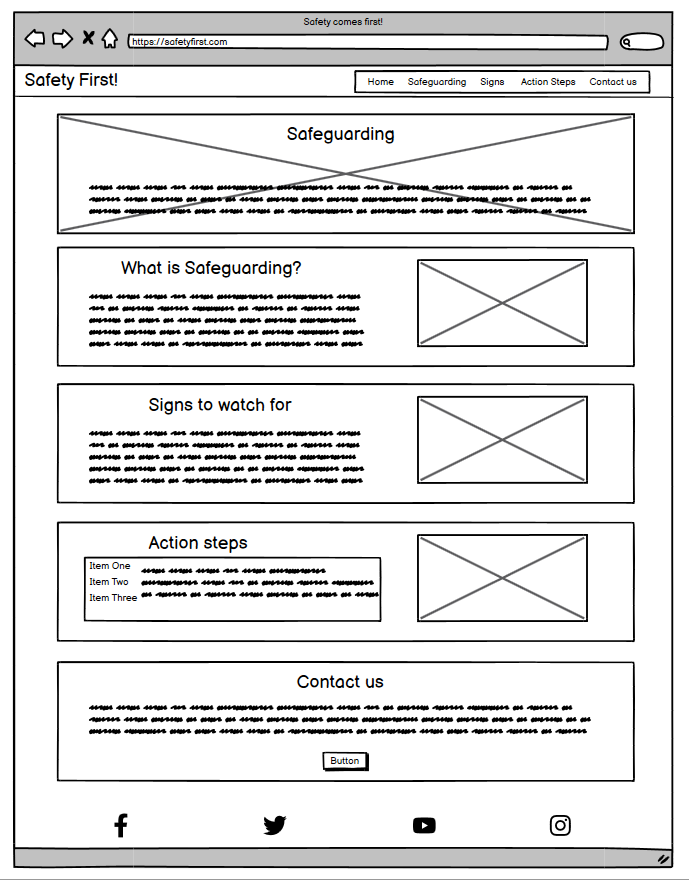 Safety comes first!
https://safetyfirst.com
Safety First!
Home Safeguarding Signs Action Steps Contact us
Safeguarding
What is Safeguarding?
Signs to watch for
Action steps
Item One
Item Two
Item Three
Contact us
Button